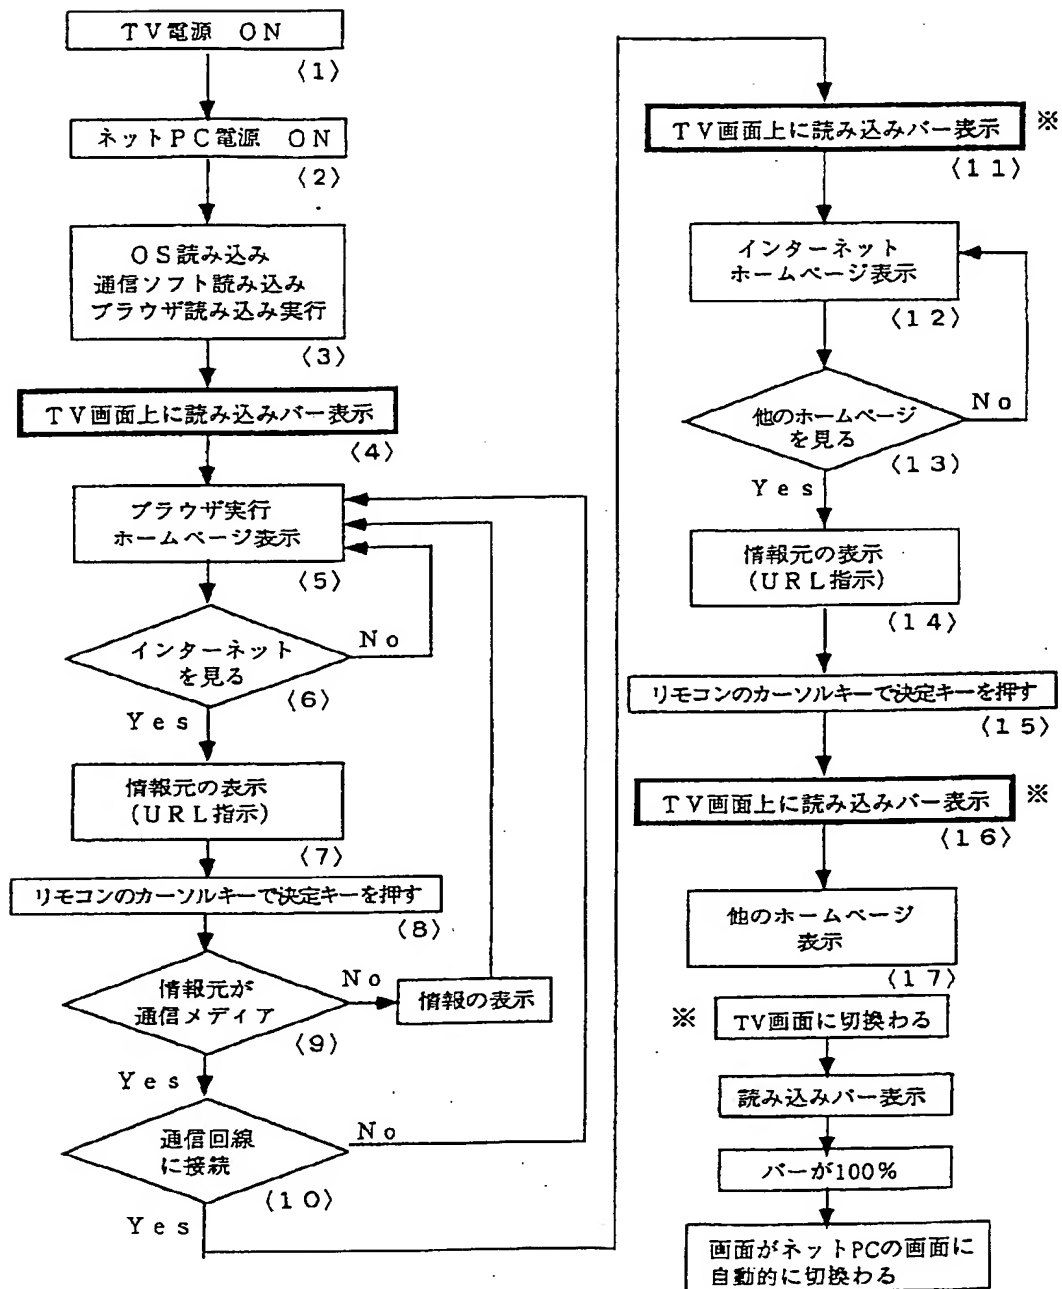 TV電源 ON
〈1〉
ネットPC電源 ON
〈2〉
OS読み込み
通信ソフト読み込み
ブラウザ読み込み実行
〈3〉
TV画面上に読み込みバー表示
〈4〉
ブラウザ実行
ホームページ表示
〈5〉
インターネット
を見る
〈6〉
No
Yes
情報元の表示
(URL指示)
〈7〉
リモコンのカーソルキーで決定キーを押す
〈8〉
情報元が
通信メディア
〈9〉
No
情報の表示
Yes
通信回線
に接続
〈10〉
No
Yes
TV画面上に読み込みバー表示 ※
〈11〉
インターネット
ホームページ表示
〈12〉
他のホームページ
を見る
〈13〉
No
Yes
情報元の表示
(URL指示)
〈14〉
リモコンのカーソルキーで決定キーを押す
〈15〉
TV画面上に読み込みバー表示 ※
〈16〉
他のホームページ
表示
〈17〉
※ TV画面に切換わる
読み込みバー表示
バーが100%
画面がネットPCの画面に
自動的に切換わる